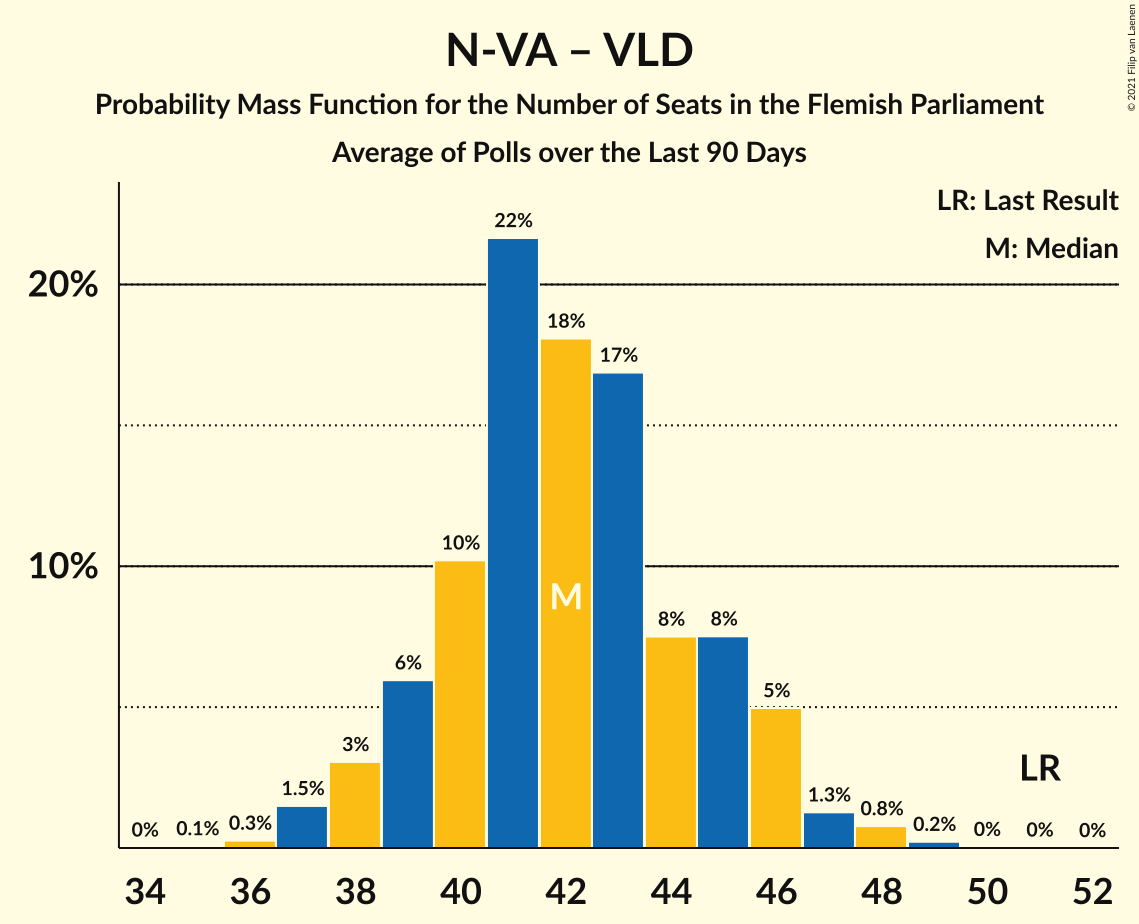 N-VA – VLD
Probability Mass Function for the Number of Seats in the Flemish Parliament
Average of Polls over the Last 90 Days
© 2021 Filip van Laenen
LR: Last Result
M: Median
20%
10%
0%
0.1%
0.3%
1.5%
3%
6%
10%
22%
18%
17%
8%
8%
5%
1.3%
0.8%
0.2%
0%
0%
0%
M
LR
34 36 38 40 42 44 46 48 50 52